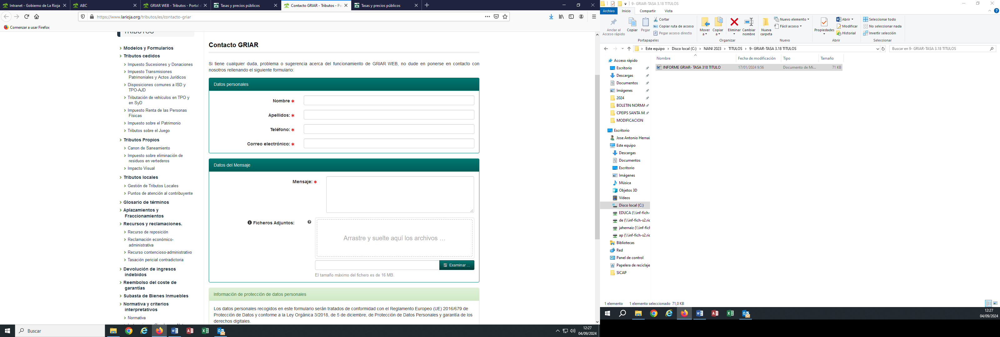 Intranet - Gobierno de La Rioja
ABC
GRIAR WEB - Tributos - Portal d
Tasas y precios públicos
Contacto GRIAR - Tributos - Po
Tasas y precios públicos
https://www.larioja.org/tributos/es/contacto-griar
Comenzar a usar Firefox
TRIBUTOS
Modelos y Formularios
Tributos cedidos
Impuesto Sucesiones y Donaciones
Impuesto Transmisiones
Patrimoniales y Actos Jurídicos
Disposiciones comunes a ISD y
TPO-AJD
Tributación de vehículos en TPO y
en SyD
Impuesto Renta de las Personas
Físicas
Impuesto sobre el Patrimonio
Tributos sobre el Juego
Tributos Propios
Canon de Saneamiento
Impuesto sobre eliminación de
residuos en vertederos
Impacto Visual
Tributos locales
Gestión de Tributos Locales
Puntos de atención al contribuyente
Glosario de términos
Aplazamientos y
Fraccionamientos
Recursos y reclamaciones.
Recurso de reposición
Reclamación económico-
administrativa
Recurso contencioso-administrativo
Tasación pericial contradictoria
Devolución de ingresos
indebidos
Reembolso del coste de
garantías
Subasta de Bienes Inmuebles
Normativa y criterios
interpretativos
Normativa
Contacto GRIAR
Si tiene cualquier duda, problema o sugerencia acerca del funcionamiento de GRIAR WEB, no dude en ponerse en contacto con
nosotros rellenando el siguiente formulario:
Datos personales
Nombre *
Apellidos: *
Teléfono: *
Correo electrónico: *
Datos del Mensaje
Mensaje: *
Ficheros Adjuntos:
Arrastre y suelte aquí los archivos …
Examinar ...
El tamaño máximo del fichero es de 16 MB.
Información de protección de datos personales
Los datos personales recogidos en este formulario serán tratados de conformidad con el Reglamento Europeo (UE) 2016/679 de
Protección de Datos y conforme a la Ley Orgánica 3/2018, de 5 de diciembre, de Protección de Datos Personales y garantía de los
derechos digitales.
Buscar
12:27
04/09/2024
9- GRIAR-TASA 3.18 TITULOS
Archivo
Inicio
Compartir
Vista
Anclar al
Acceso rápido
Copiar
Pegar
Cortar
Copiar ruta de acceso
Pegar acceso directo
Portapapeles
Mover
a
Copiar
a
Eliminar
Cambiar
nombre
Organizar
Nueva
carpeta
Nuevo elemento
Fácil acceso
Nuevo
Propiedades
Abrir
Modificar
Historial
Abrir
Seleccionar todo
No seleccionar nada
Invertir selección
Seleccionar
Este equipo > Disco local (C:) > NANI 2023 > TITULOS > 9- GRIAR-TASA 3.18 TITULOS
Buscar en 9- GRIAR-TASA 3.18 TITULOS
Nombre
Fecha de modificación
Tipo
Tamaño
INFORME GRIAR- TASA 318 TITULO
17/01/2024 9:56
Documento de Mi...
71 KB
Acceso rápido
Escritorio
Descargas
Documentos
Imágenes
2024
BOLETIN NORMA
CPEIPS SANTA M.
MODIFICACION
Escritorio
Jose Antonio Hernai
Este equipo
Descargas
Documentos
Escritorio
Imágenes
Música
Objetos 3D
Vídeos
Disco local (C:)
EDUCA (\\inf-fich-
de (\\inf-fich-s2.ric
jahernaiz (\\inf-fich
ap (\\inf-fich-s2.ric
Bibliotecas
Red
Panel de control
Papelera de reciclaje
SICAP
1 elemento
1 elemento seleccionado 71,0 KB
12:27
04/09/2024